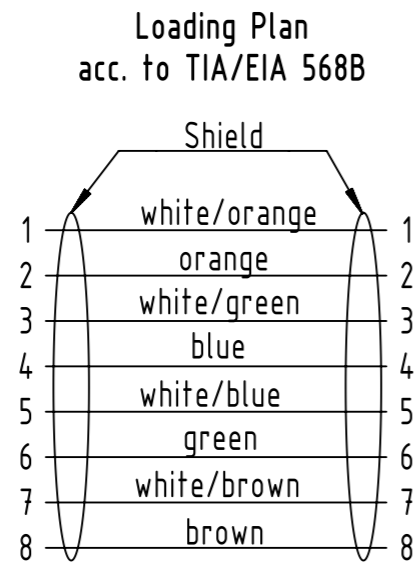 Loading Plan
acc. to TIA/EIA 568B
Shield
1 white/orange 1
2 orange 2
3 white/green 3
4 blue 4
5 white/blue 5
6 green 6
7 white/brown 7
8 brown 8